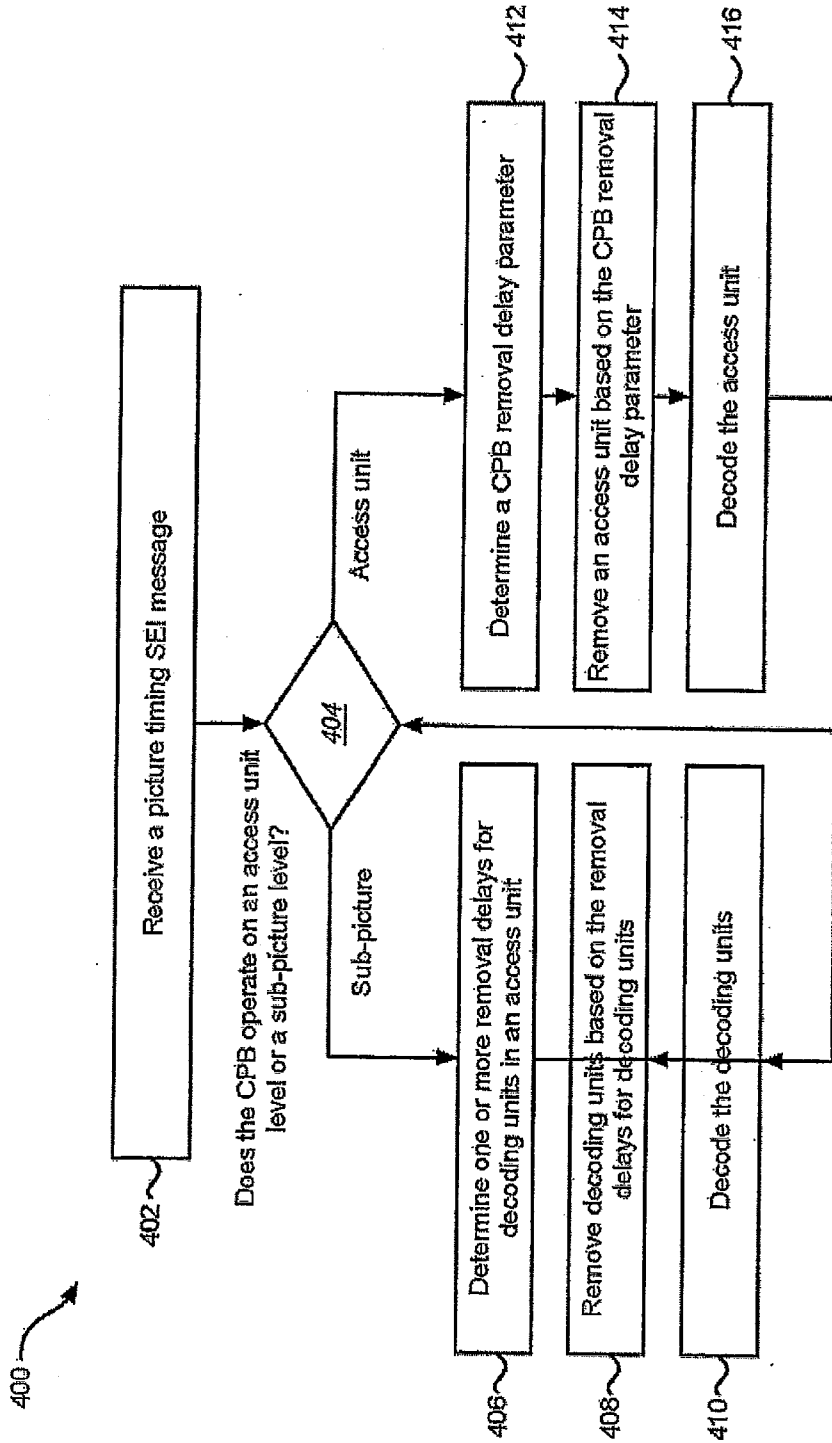 400
402
Receive a picture timing SEI message
Does the CPB operate on an access unit
level or a sub-picture level?
404
Sub-picture
Access unit
406
Determine one or more removal delays for
decoding units in an access unit
408
Remove decoding units based on the removal
delays for decoding units
410
Decode the decoding units
Determine a CPB removal delay parameter
412
Remove an access unit based on the CPB removal
delay parameter
414
Decode the access unit
416